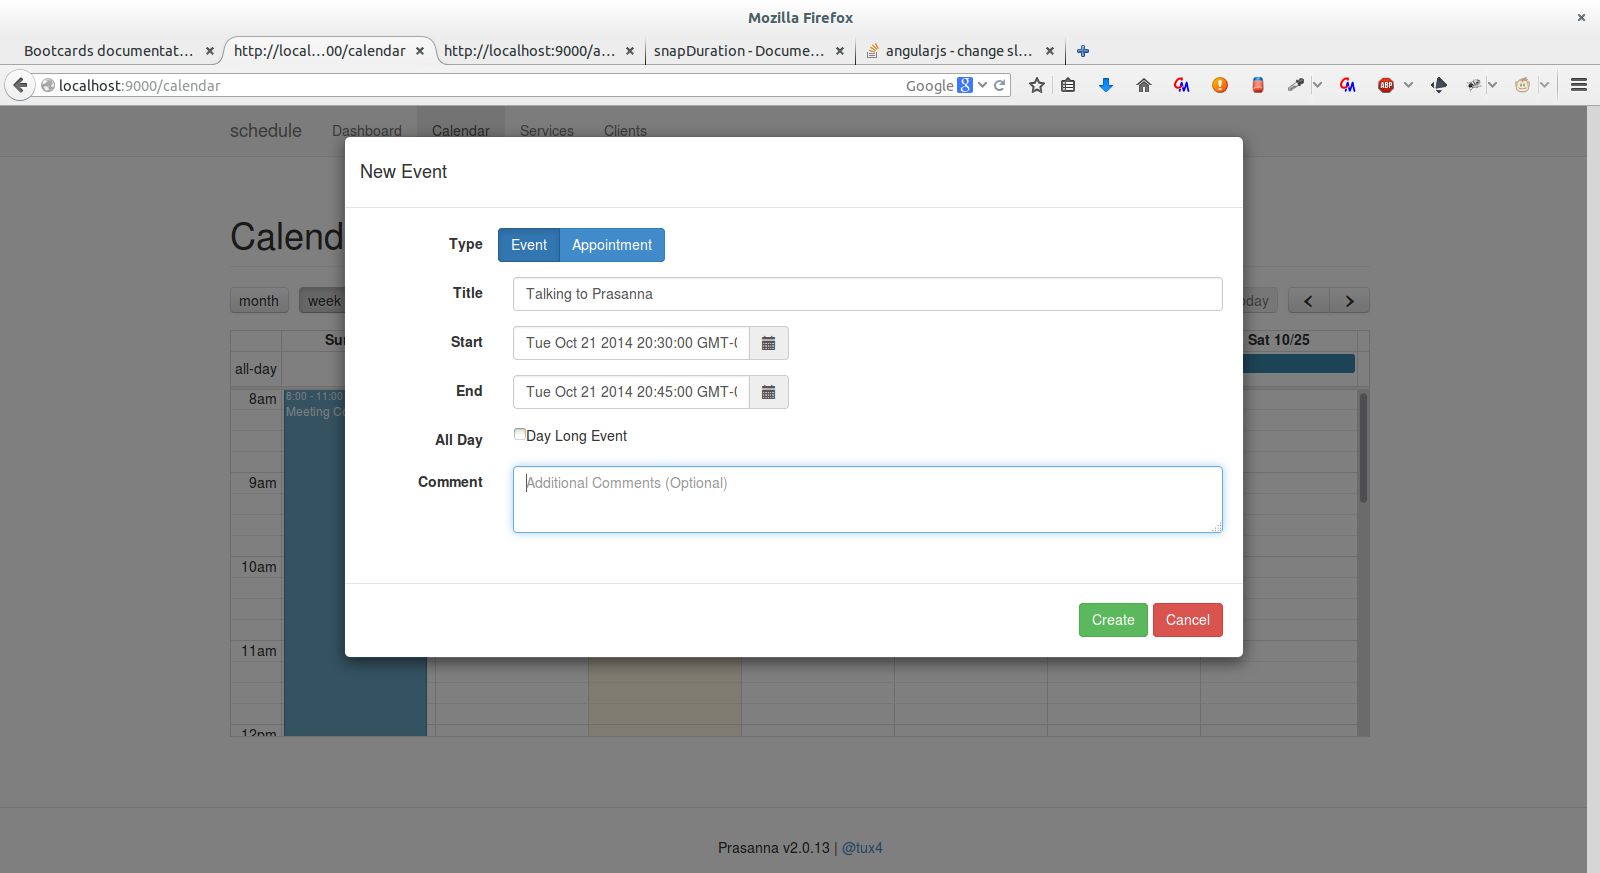 Mozilla Firefox
Bootcards documentat...
http://local...00/calendar
http://localhost:9000/a...
snapDuration - Docume...
angularjs - change sl...
localhost:9000/calendar
Google
schedule Dashboard Calendar Services Clients
New Event
Calend
Type Event Appointment
Title Talking to Prasanna
month week
Start Tue Oct 21 2014 20:30:00 GMT-
Sat 10/25
all-day
End Tue Oct 21 2014 20:45:00 GMT-
8am
8:00 - 11:00
Meeting
All Day Day Long Event
Comment Additional Comments (Optional)
9am
10am
Create Cancel
11am
12pm
Prasanna v2.0.13 | @tux4